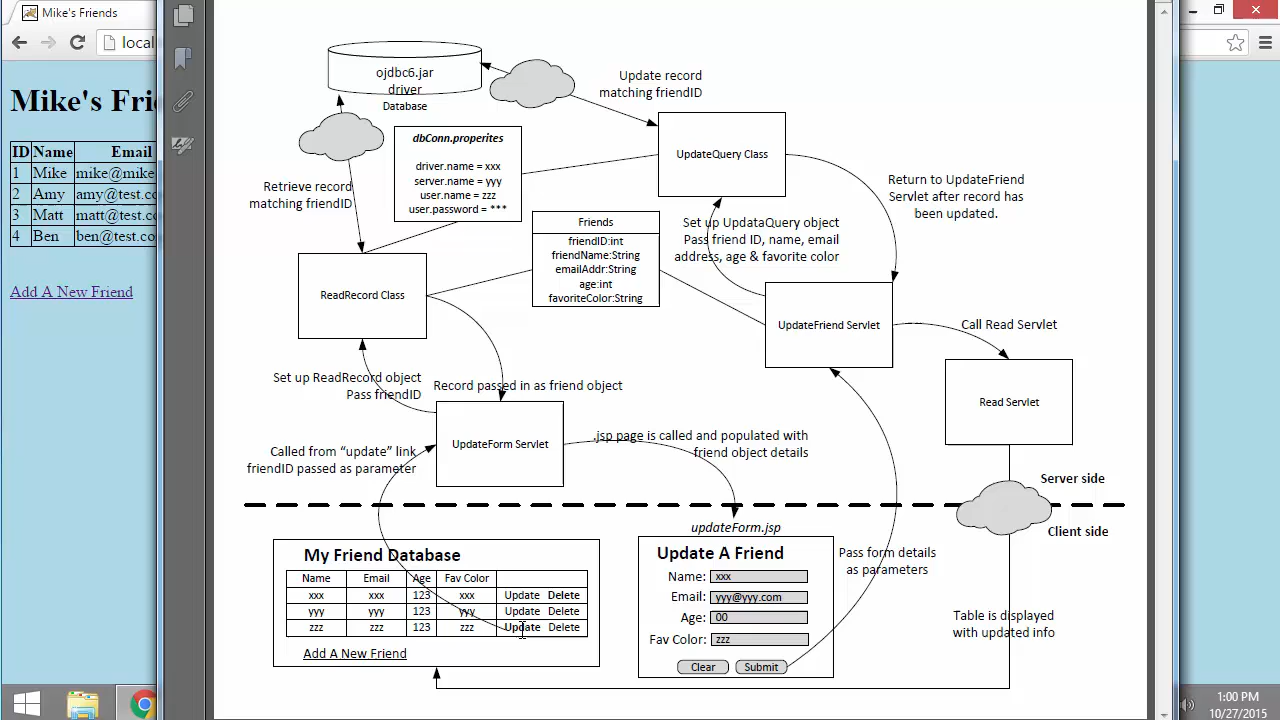 Mike's Friends
local
Mike's Frie
ID Name Email
1 Mike mike@mike
2 Amy amy@test.co
3 Matt matt@test.co
4 Ben ben@test.co
Add A New Friend
ojdbc6.jar
driver
Database
Update record
matching friendID
dbConn.properites
driver.name = xxx
server.name = yyy
user.name = zzz
user.password = ***
UpdateQuery Class
Retrieve record
matching friendID
Return to UpdateFriend
Servlet after record has
been updated.
Friends
friendID:int
friendName:String
emailAddr:String
age:int
favoriteColor:String
Set up UpdataQuery object
Pass friend ID, name, email
address, age & favorite color
ReadRecord Class
UpdateFriend Servlet
Call Read Servlet
Set up ReadRecord object
Pass friendID
Record passed in as friend object
Read Servlet
UpdateForm Servlet
Called from “update” link
friendID passed as parameter
.jsp page is called and populated with
friend object details
Server side
Client side
updateForm.jsp
My Friend Database
Name Email Age Fav Color
xxx xxx 123 xxx Update Delete
yyy yyy 123 yyy Update Delete
zzz zzz 123 zzz Update Delete
Add A New Friend
Update A Friend
Name: xxx
Email: yyy@yyy.com
Age: 00
Fav Color: zzz
Clear Submit
Pass form details
as parameters
Table is displayed
with updated info
1:00 PM
10/27/2015